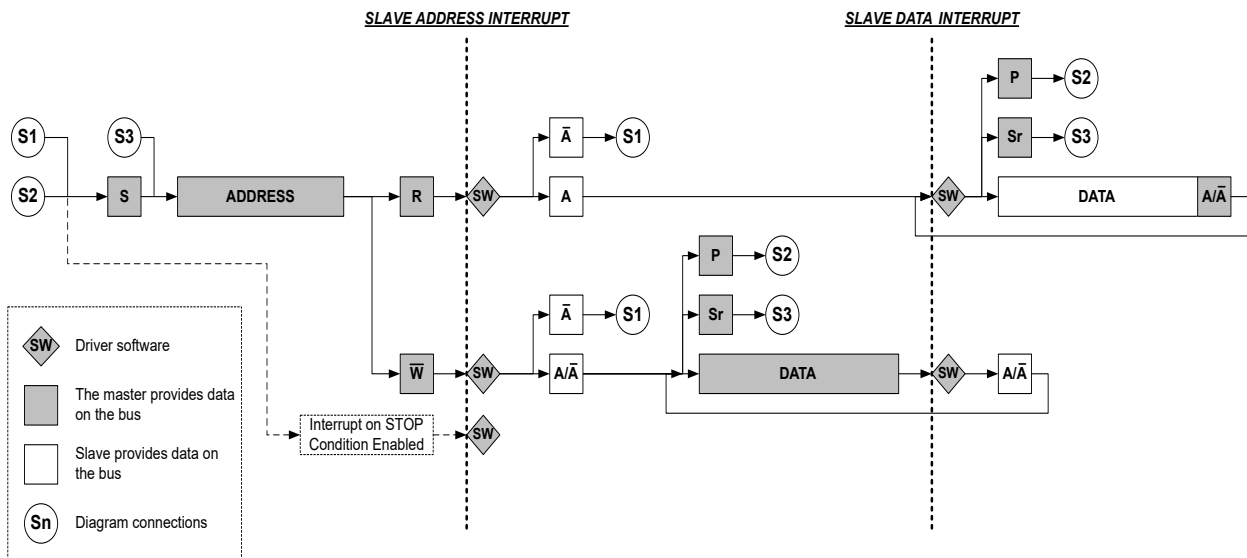 SLAVE ADDRESS INTERRUPT
SLAVE DATA INTERRUPT
P
S2
S1
S3
Ā
S1
Sr
S3
S2
S
ADDRESS
R
SW
A
SW
DATA
A/Ā
P
S2
Ā
S1
Sr
S3
W̅
SW
A/Ā
DATA
SW
A/Ā
Interrupt on STOP
Condition Enabled
SW
SW
Driver software
The master provides data
on the bus
Slave provides data on
the bus
Sn
Diagram connections